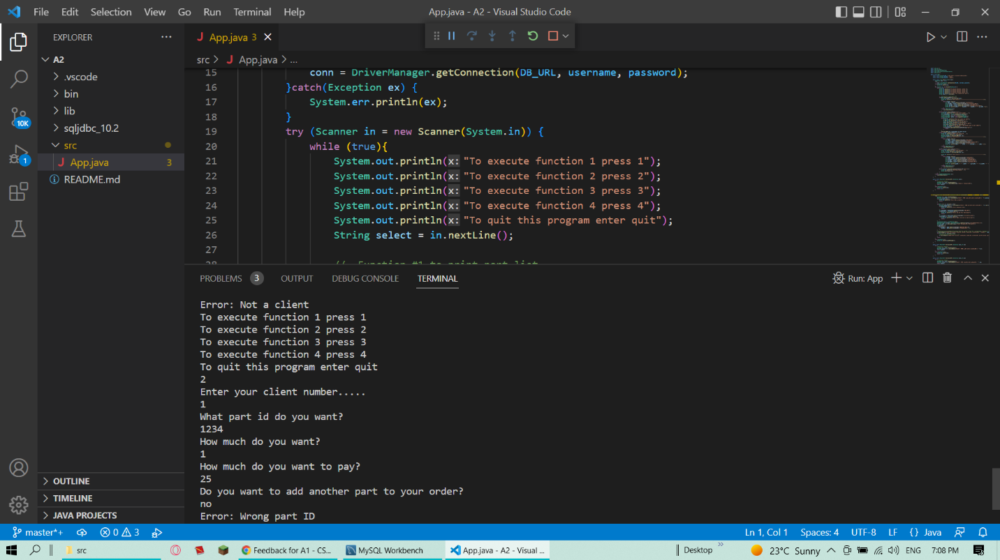 File Edit Selection View Go Run Terminal Help
App.java - A2 - Visual Studio Code
EXPLORER
A2
.vscode
bin
lib
sqljdbc_10.2
src
J App.java 3
README.md
10K
1
OUTLINE
TIMELINE
JAVA PROJECTS
J App.java 3
src > J App.java > ...
15 conn = DriverManager.getConnection(DB_URL, username, password);
16 }catch(Exception ex) {
17 System.err.println(ex);
18 }
19 try (Scanner in = new Scanner(System.in)) {
20 while (true){
21 System.out.println(x: "To execute function 1 press 1");
22 System.out.println(x: "To execute function 2 press 2");
23 System.out.println(x: "To execute function 3 press 3");
24 System.out.println(x: "To execute function 4 press 4");
25 System.out.println(x: "To quit this program enter quit");
26 String select = in.nextLine();
27
28 // Function #1 to print part list
PROBLEMS 3 OUTPUT DEBUG CONSOLE TERMINAL
Run: App
Error: Not a client
To execute function 1 press 1
To execute function 2 press 2
To execute function 3 press 3
To execute function 4 press 4
To quit this program enter quit
2
Enter your client number.....
1
What part id do you want?
1234
How much do you want?
1
How much do you want to pay?
25
Do you want to add another part to your order?
no
Error: Wrong part ID
master*+ 0 3
Ln 1, Col 1 Spaces: 4 UTF-8 LF {} Java
src
Feedback for A1 - CS...
MySQL Workbench
App.java - A2 - Visual ...
Desktop
23°C Sunny
ENG
7:08 PM